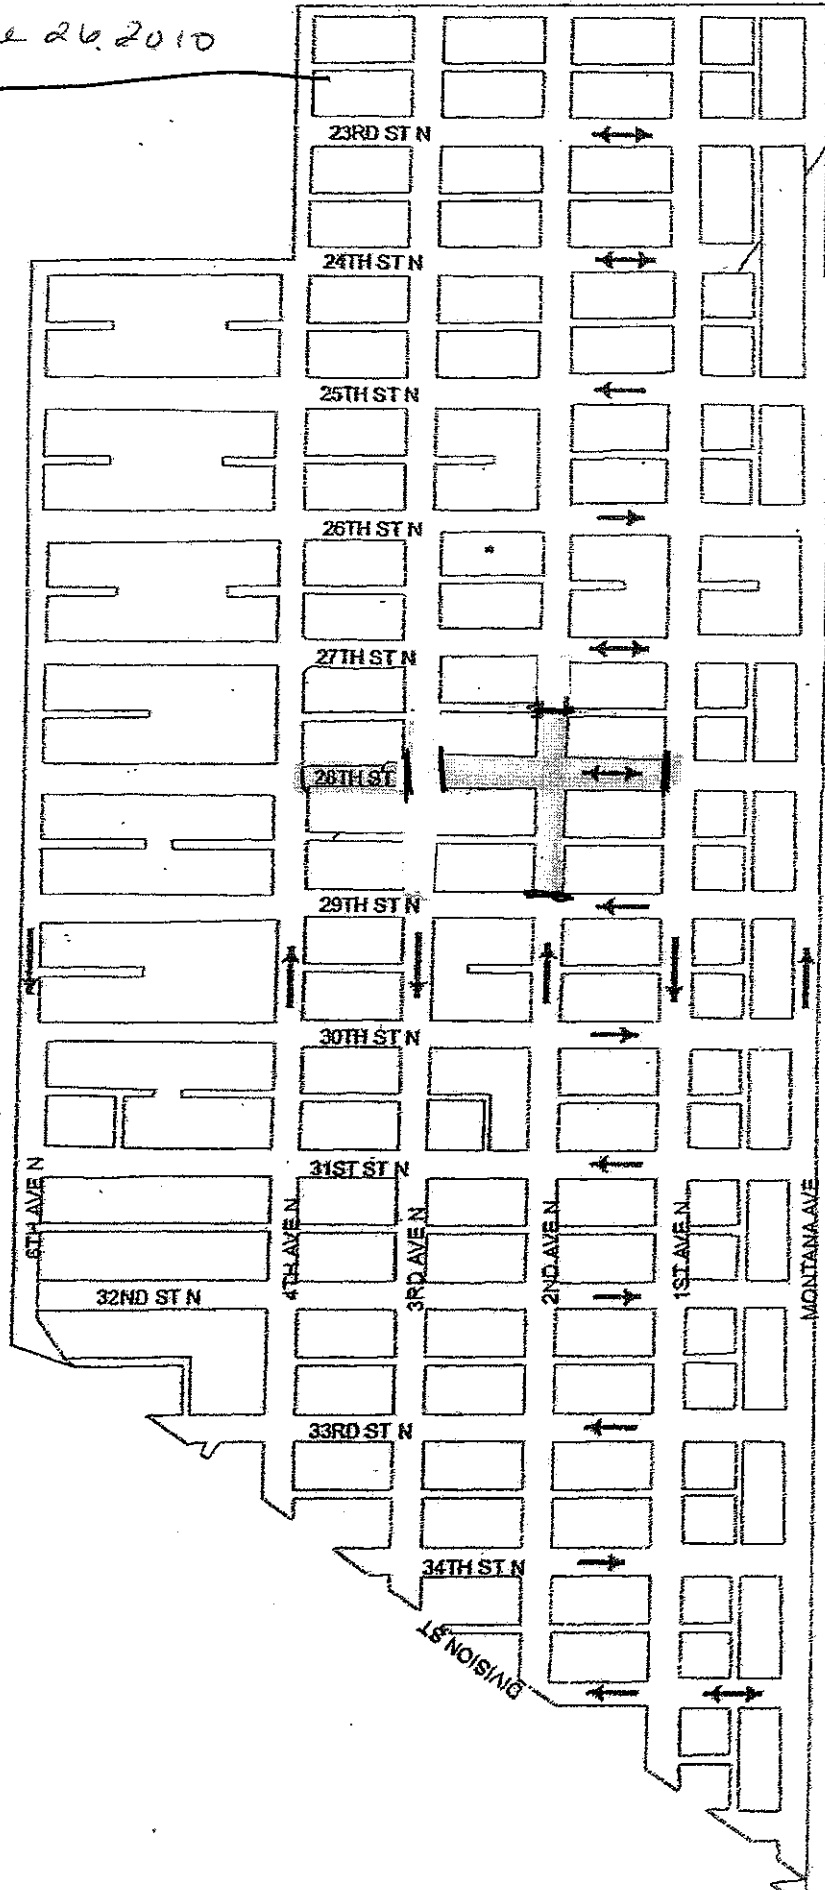 26, 2010
23RD ST N
24TH ST N
25TH ST N
26TH ST N
27TH ST N
28TH ST
29TH ST N
30TH ST N
31ST ST N
6TH AVE N
4TH AVE N
3RD AVE N
2ND AVE N
1ST AVE N
MONTANA AVE
32ND ST N
33RD ST N
34TH ST N
DIVISION ST